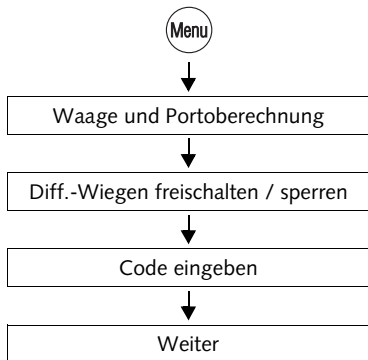 Menu
Waage und Portoberechnung
Diff.-Wiegen freischalten / sperren
Code eingeben
Weiter